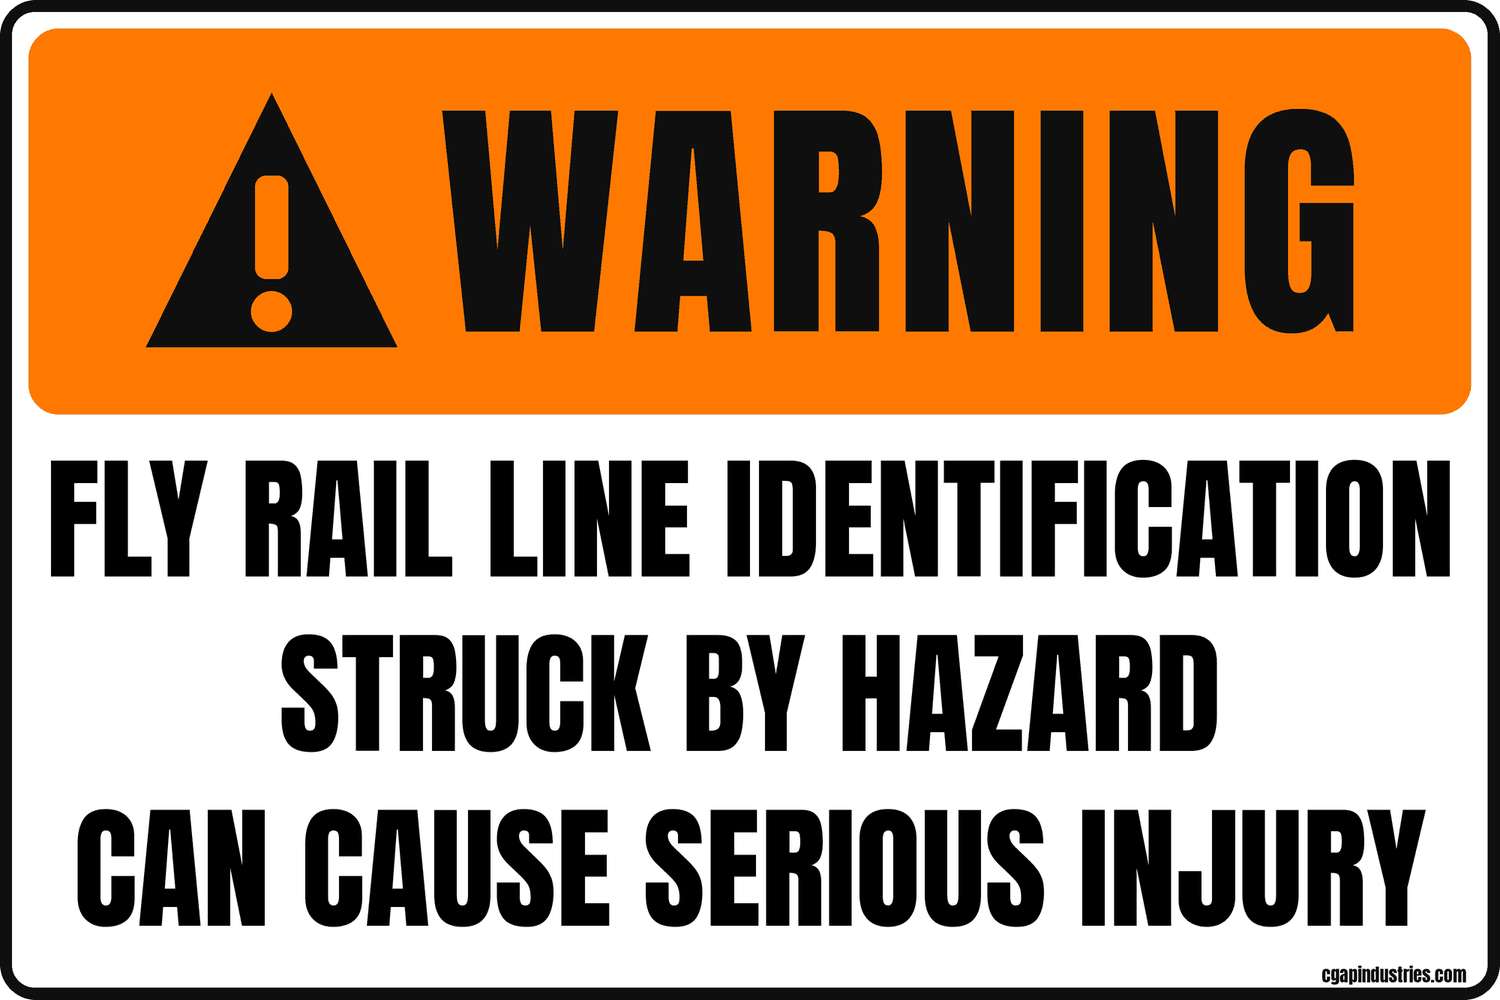 WARNING
FLY RAIL LINE IDENTIFICATION
STRUCK BY HAZARD
CAN CAUSE SERIOUS INJURY
cgapindustries.com